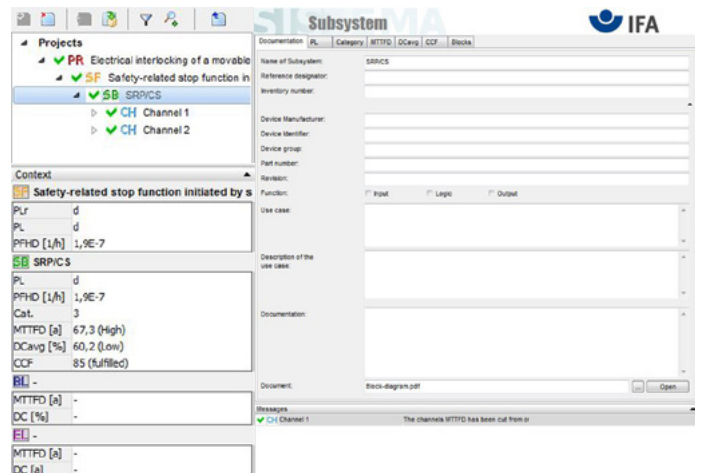 SISTEMA
Subsystem
IFA
Projects
PR Electrical interlocking of a movable
SF Safety-related stop function in
SB SRP/CS
CH Channel 1
CH Channel 2
Context
SF Safety-related stop function initiated by s
PLr d
PL d
PFHD [1/h] 1,9E-7
SB SRP/CS
PL d
PFHD [1/h] 1,9E-7
Cat. 3
MTTFD [a] 67,3 (High)
DCavg [%] 60,2 (Low)
CCF 85 (fulfilled)
BL -
MTTFD [a] -
DC [%] -
EL -
MTTFD [a] -
DC [a] -
Documentation PL Category MTTFD DCavg CCF Blocks
Name of Subsystem: SRP/CS
Reference designator:
Inventory number:
Device Manufacturer:
Device Identifier:
Device group:
Part number:
Revision:
Function: Input Logic Output
Use case:
Description of the
use case:
Documentation:
Document: Block-diagram.pdf ... Open
Messages
CH Channel 1 The channels MTTFD has been cut from or